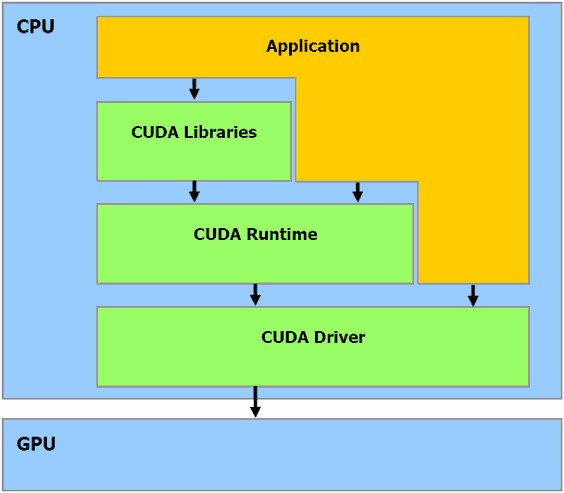 CPU
Application
CUDA Libraries
CUDA Runtime
CUDA Driver
GPU